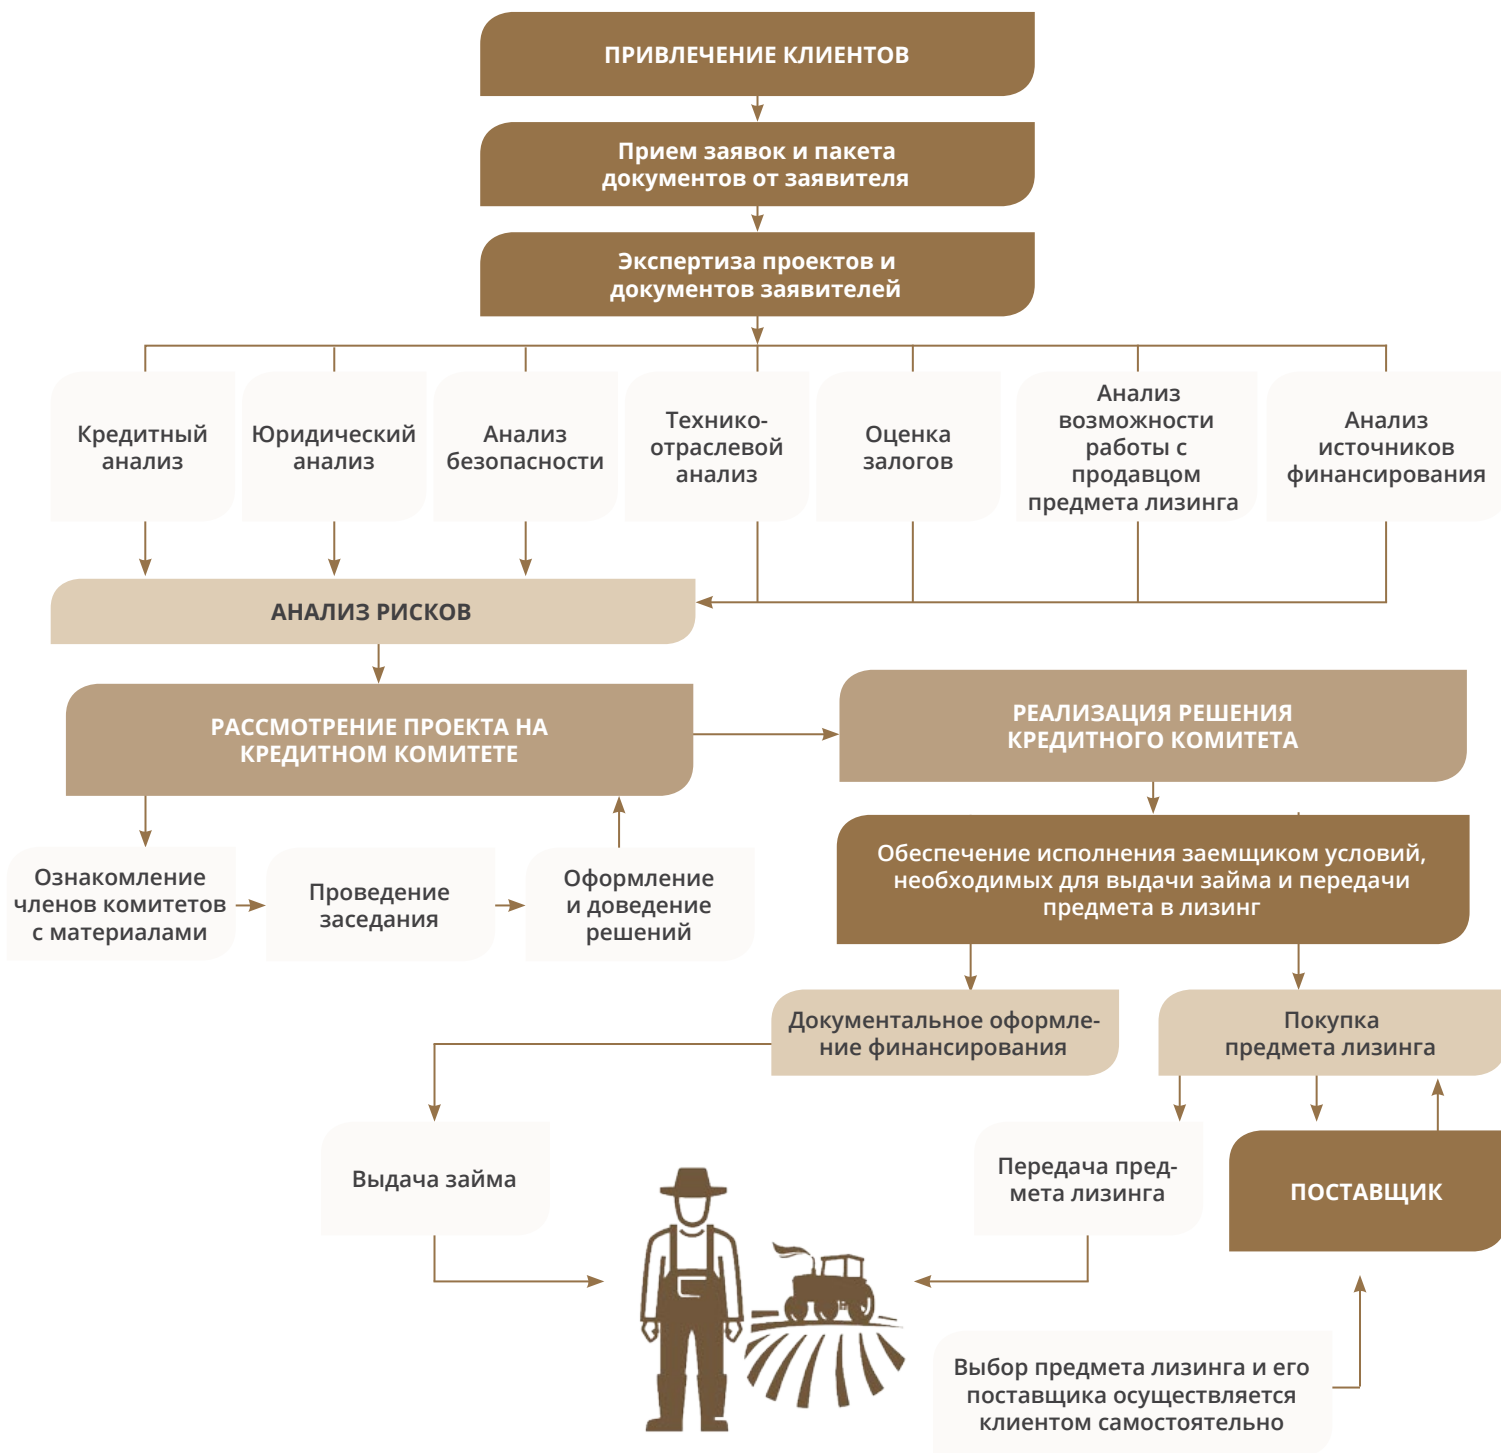 ПРИВЛЕЧЕНИЕ КЛИЕНТОВ
Прием заявок и пакета
документов от заявителя
Экспертиза проектов и
документов заявителей
Кредитный
анализ
Юридический
анализ
Анализ
безопасности
Технико-
отраслевой
анализ
Оценка
залогов
Анализ
возможности
работы с
продавцом
предмета лизинга
Анализ
источников
финансирования
АНАЛИЗ РИСКОВ
РАССМОТРЕНИЕ ПРОЕКТА НА
КРЕДИТНОМ КОМИТЕТЕ
РЕАЛИЗАЦИЯ РЕШЕНИЯ
КРЕДИТНОГО КОМИТЕТА
Ознакомление
членов комитетов
с материалами
Проведение
заседания
Оформление
и доведение
решений
Обеспечение исполнения заемщиком условий,
необходимых для выдачи займа и передачи
предмета в лизинг
Документальное оформле-
ние финансирования
Покупка
предмета лизинга
Выдача займа
Передача пред-
мета лизинга
ПОСТАВЩИК
Выбор предмета лизинга и его
поставщика осуществляется
клиентом самостоятельно